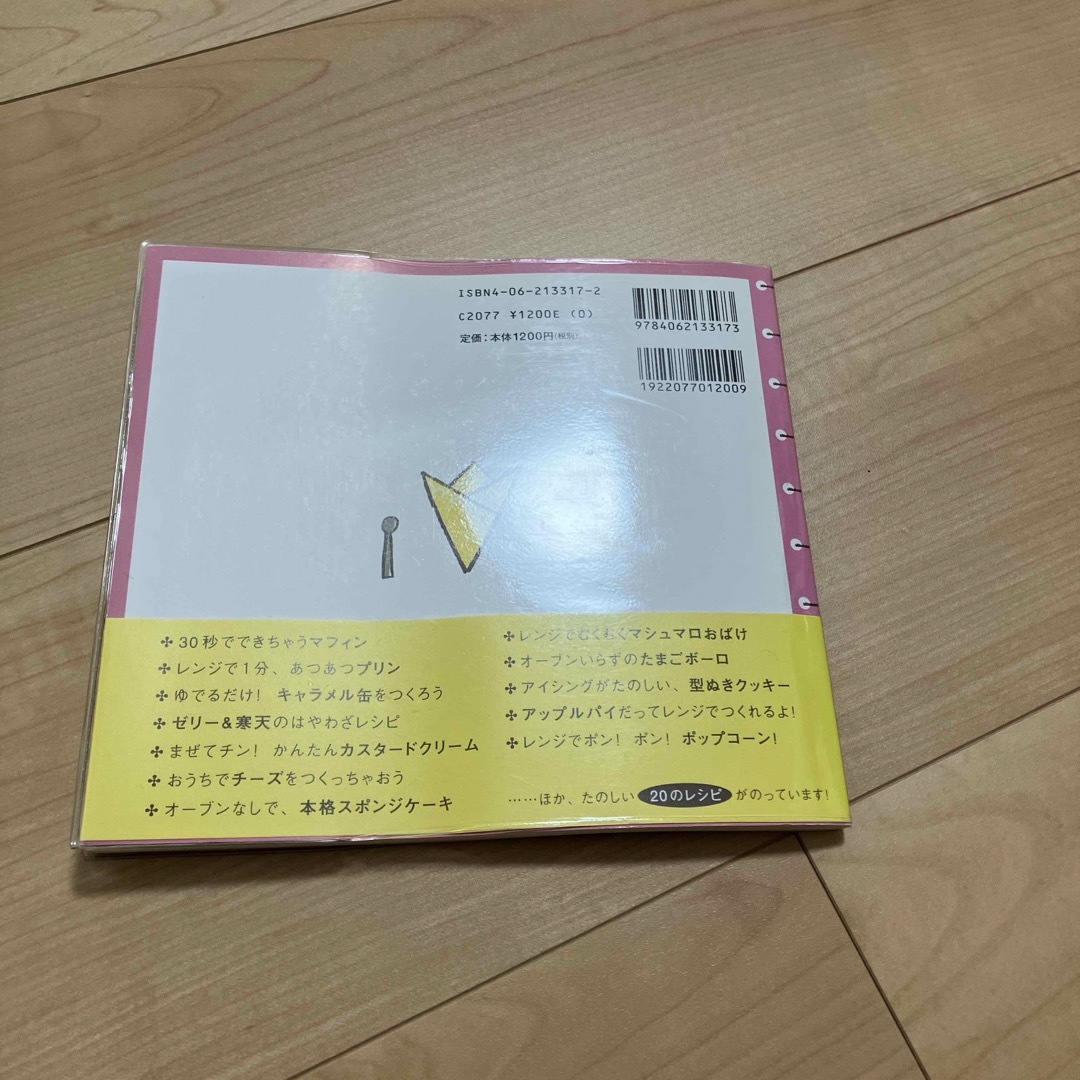 ISBN4-06-213317-2
C2077 ¥1200E (0)
定価:本体1200円(税別)
9784062133173
1922077012009
✣30秒でできちゃうマフィン
✣レンジで1分、あつあつプリン
✣ゆでるだけ! キャラメル缶をつくろう
✣ゼリー&寒天のはやわざレシピ
✣まぜてチン! かんたんカスタードクリーム
✣おうちでチーズをつくっちゃおう
✣オーブンなしで、本格スポンジケーキ
✣レンジでむくむくマシュマロおばけ
✣オーブンいらずのたまごボーロ
✣アイシングがたのしい、型ぬきクッキー
✣アップルパイだってレンジでつくれるよ!
✣レンジでポン! ポン! ポップコーン!
……ほか、たのしい 20のレシピ がのっています!